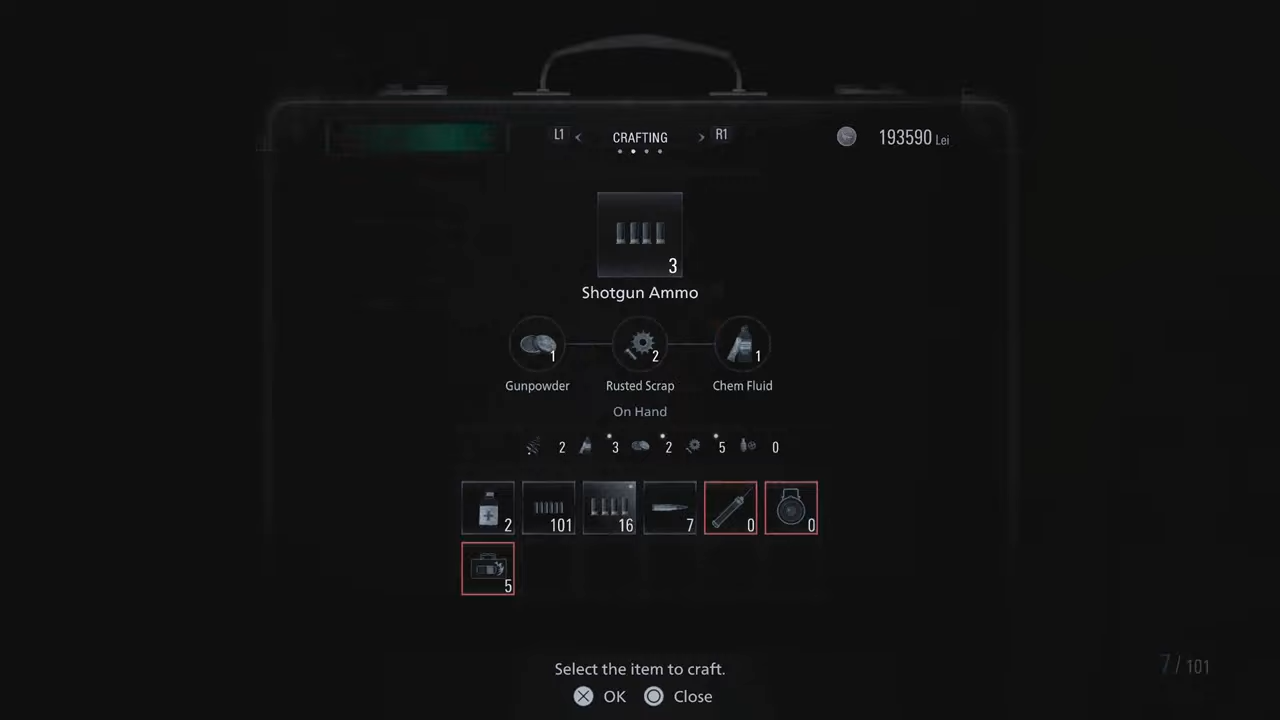 L1 < CRAFTING > R1
193590 Lei
3
Shotgun Ammo
1 2 1
Gunpowder Rusted Scrap Chem Fluid
On Hand
2 3 2 5 0
2 101 16 7 0 0
5
Select the item to craft.
OK Close
7/101